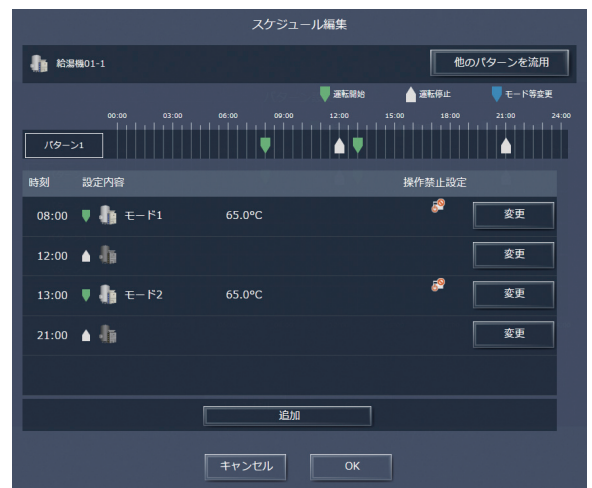 スケジュール編集
給湯機01-1 他のパターンを流用
運転開始 運転停止 モード等変更
00:00 03:00 06:00 09:00 12:00 15:00 18:00 21:00 24:00
パターン1
時刻 設定内容 操作禁止設定
08:00 モード1 65.0℃ 変更
12:00 変更
13:00 モード2 65.0℃ 変更
21:00 変更
追加
キャンセル OK